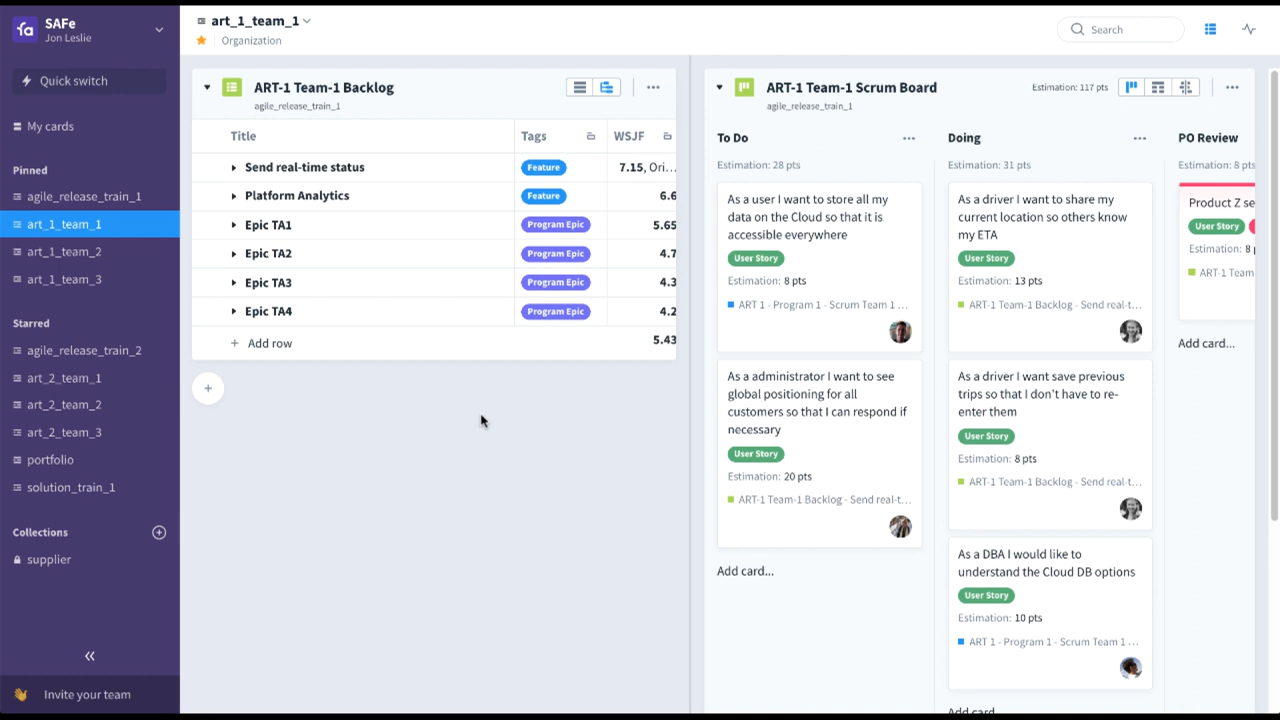 fa
SAFe
Jon Leslie
Quick switch
My cards
Pinned
agile_release_train_1
art_1_team_1
art_1_team_2
art_1_team_3
Starred
agile_release_train_2
art_2_team_1
art_2_team_2
art_2_team_3
portfolio
solution_train_1
Collections
supplier
Invite your team
art_1_team_1
Organization
Search
ART-1 Team-1 Backlog
agile_release_train_1
Title Tags WSJF
Send real-time status Feature 7.15, Ori...
Platform Analytics Feature 6.6
Epic TA1 Program Epic 5.65
Epic TA2 Program Epic 4.7
Epic TA3 Program Epic 4.3
Epic TA4 Program Epic 4.2
+ Add row 5.43
+
ART-1 Team-1 Scrum Board
agile_release_train_1
Estimation: 117 pts
To Do
Estimation: 28 pts
As a user I want to store all my
data on the Cloud so that it is
accessible everywhere
User Story
Estimation: 8 pts
ART 1 - Program 1 - Scrum Team 1 ...
As a administrator I want to see
global positioning for all
customers so that I can respond if
necessary
User Story
Estimation: 20 pts
ART-1 Team-1 Backlog - Send real-t...
Add card...
Doing
Estimation: 31 pts
As a driver I want to share my
current location so others know
my ETA
User Story
Estimation: 13 pts
ART-1 Team-1 Backlog - Send real-t...
As a driver I want save previous
trips so that I don't have to re-
enter them
User Story
Estimation: 8 pts
ART-1 Team-1 Backlog - Send real-t...
As a DBA I would like to
understand the Cloud DB options
User Story
Estimation: 10 pts
ART 1 - Program 1 - Scrum Team 1 ...
Add card
PO Review
Estimation: 8 pts
Product Z se
User Story
Estimation: 8
ART-1 Team
Add card...